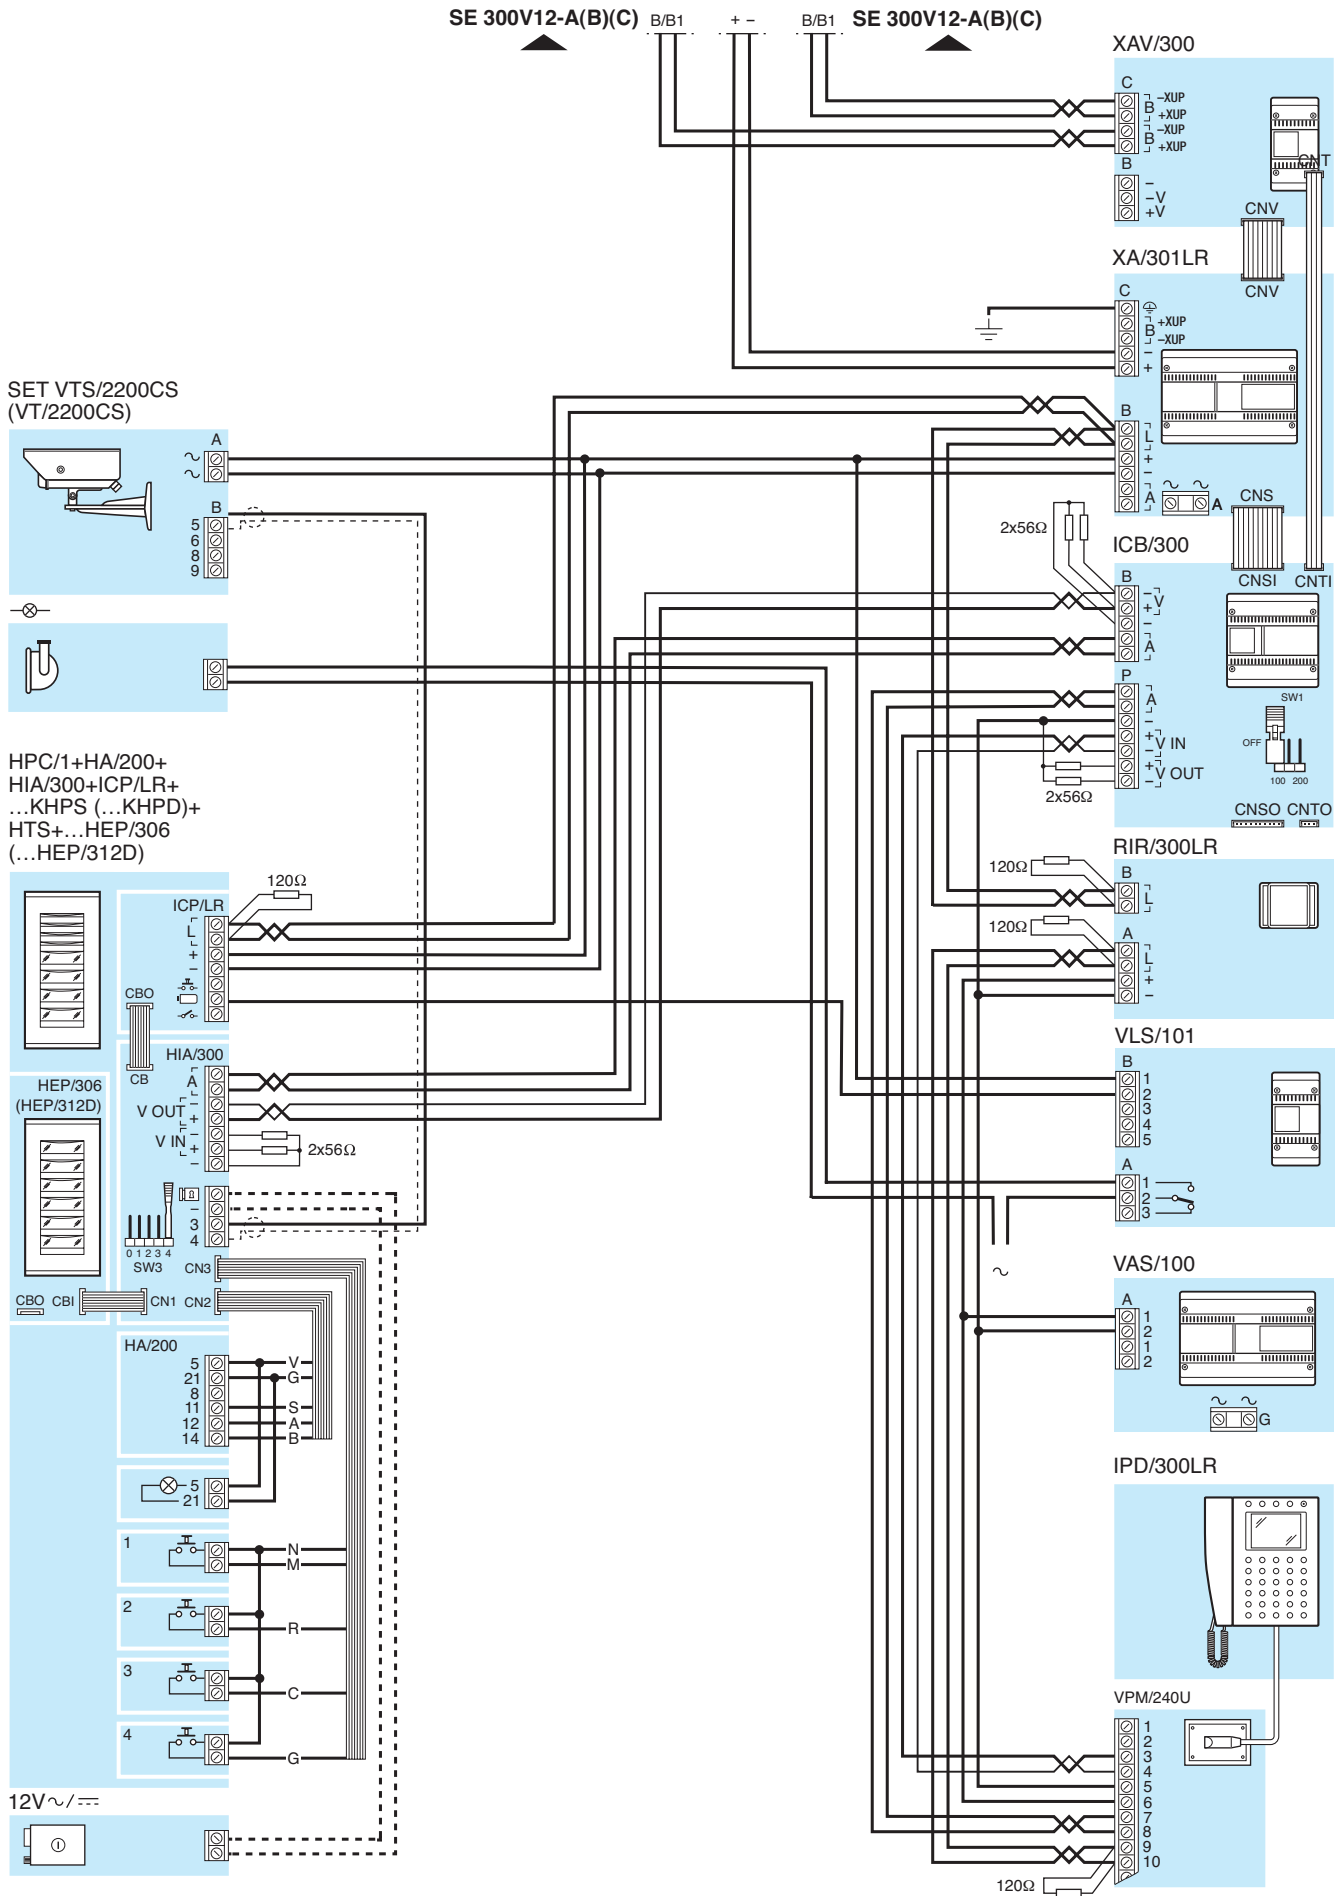 SE 300V12-A(B)(C) B/B1 + – B/B1 SE 300V12-A(B)(C)
XAV/300
C
B –XUP
+XUP
B –XUP
+XUP
B
–
–V
+V
CNT
CNV
XA/301LR
CNV
C
B +XUP
–XUP
–
+
B
L
+
–
A
A
CNS
SET VTS/2200CS
(VT/2200CS)
A
B
5
6
8
9
2x56Ω
ICB/300
CNSI CNTI
B
– V
+
–
A
P
A
–
+ V IN
–
+ V OUT
–
2x56Ω
SW1
OFF
100 200
CNSO CNTO
HPC/1+HA/200+
HIA/300+ICP/LR+
...KHPS (...KHPD)+
HTS+...HEP/306
(...HEP/312D)
120Ω
ICP/LR
L
+
–
CBO
CB
HIA/300
A
V OUT –
+
V IN –
+
–
2x56Ω
–
3
4
0 1 2 3 4
SW3
HEP/306
(HEP/312D)
CBO CBI CN1 CN2
CN3
HA/200
5 V
21 G
8
11 S
12 A
14 B
5
21
1 N
M
2 R
3 C
4 G
12V ~/⎓
RIR/300LR
120Ω
B
L
120Ω
A
L
+
–
VLS/101
B
1
2
3
4
5
A
1
2
3
~
VAS/100
A
1
2
1
2
~ ~
G
IPD/300LR
VPM/240U
1
2
3
4
5
6
7
8
9
10
120Ω